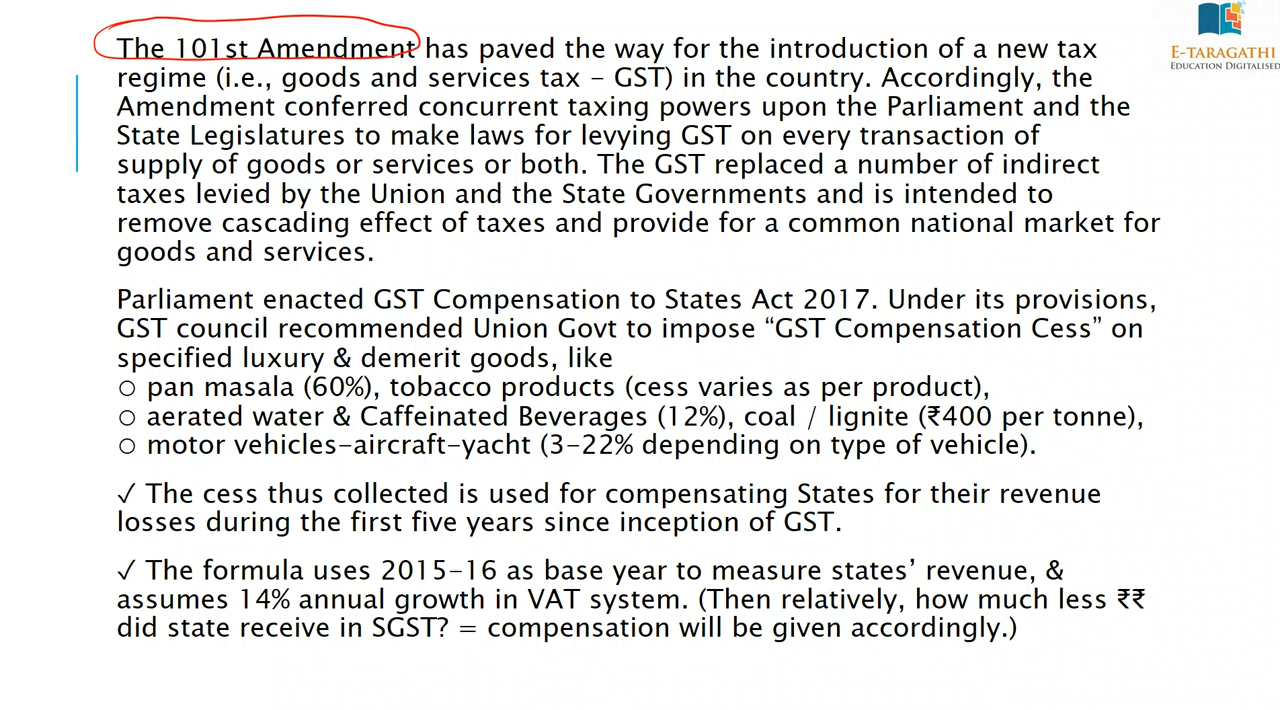 The 101st Amendment has paved the way for the introduction of a new tax
regime (i.e., goods and services tax – GST) in the country. Accordingly, the
Amendment conferred concurrent taxing powers upon the Parliament and the
State Legislatures to make laws for levying GST on every transaction of
supply of goods or services or both. The GST replaced a number of indirect
taxes levied by the Union and the State Governments and is intended to
remove cascading effect of taxes and provide for a common national market for
goods and services.
Parliament enacted GST Compensation to States Act 2017. Under its provisions,
GST council recommended Union Govt to impose “GST Compensation Cess” on
specified luxury & demerit goods, like
○ pan masala (60%), tobacco products (cess varies as per product),
○ aerated water & Caffeinated Beverages (12%), coal / lignite (₹400 per tonne),
○ motor vehicles-aircraft-yacht (3-22% depending on type of vehicle).
✓ The cess thus collected is used for compensating States for their revenue
losses during the first five years since inception of GST.
✓ The formula uses 2015-16 as base year to measure states’ revenue, &
assumes 14% annual growth in VAT system. (Then relatively, how much less ₹₹
did state receive in SGST? = compensation will be given accordingly.)
E-TARAGATHI
EDUCATION DIGITALISED